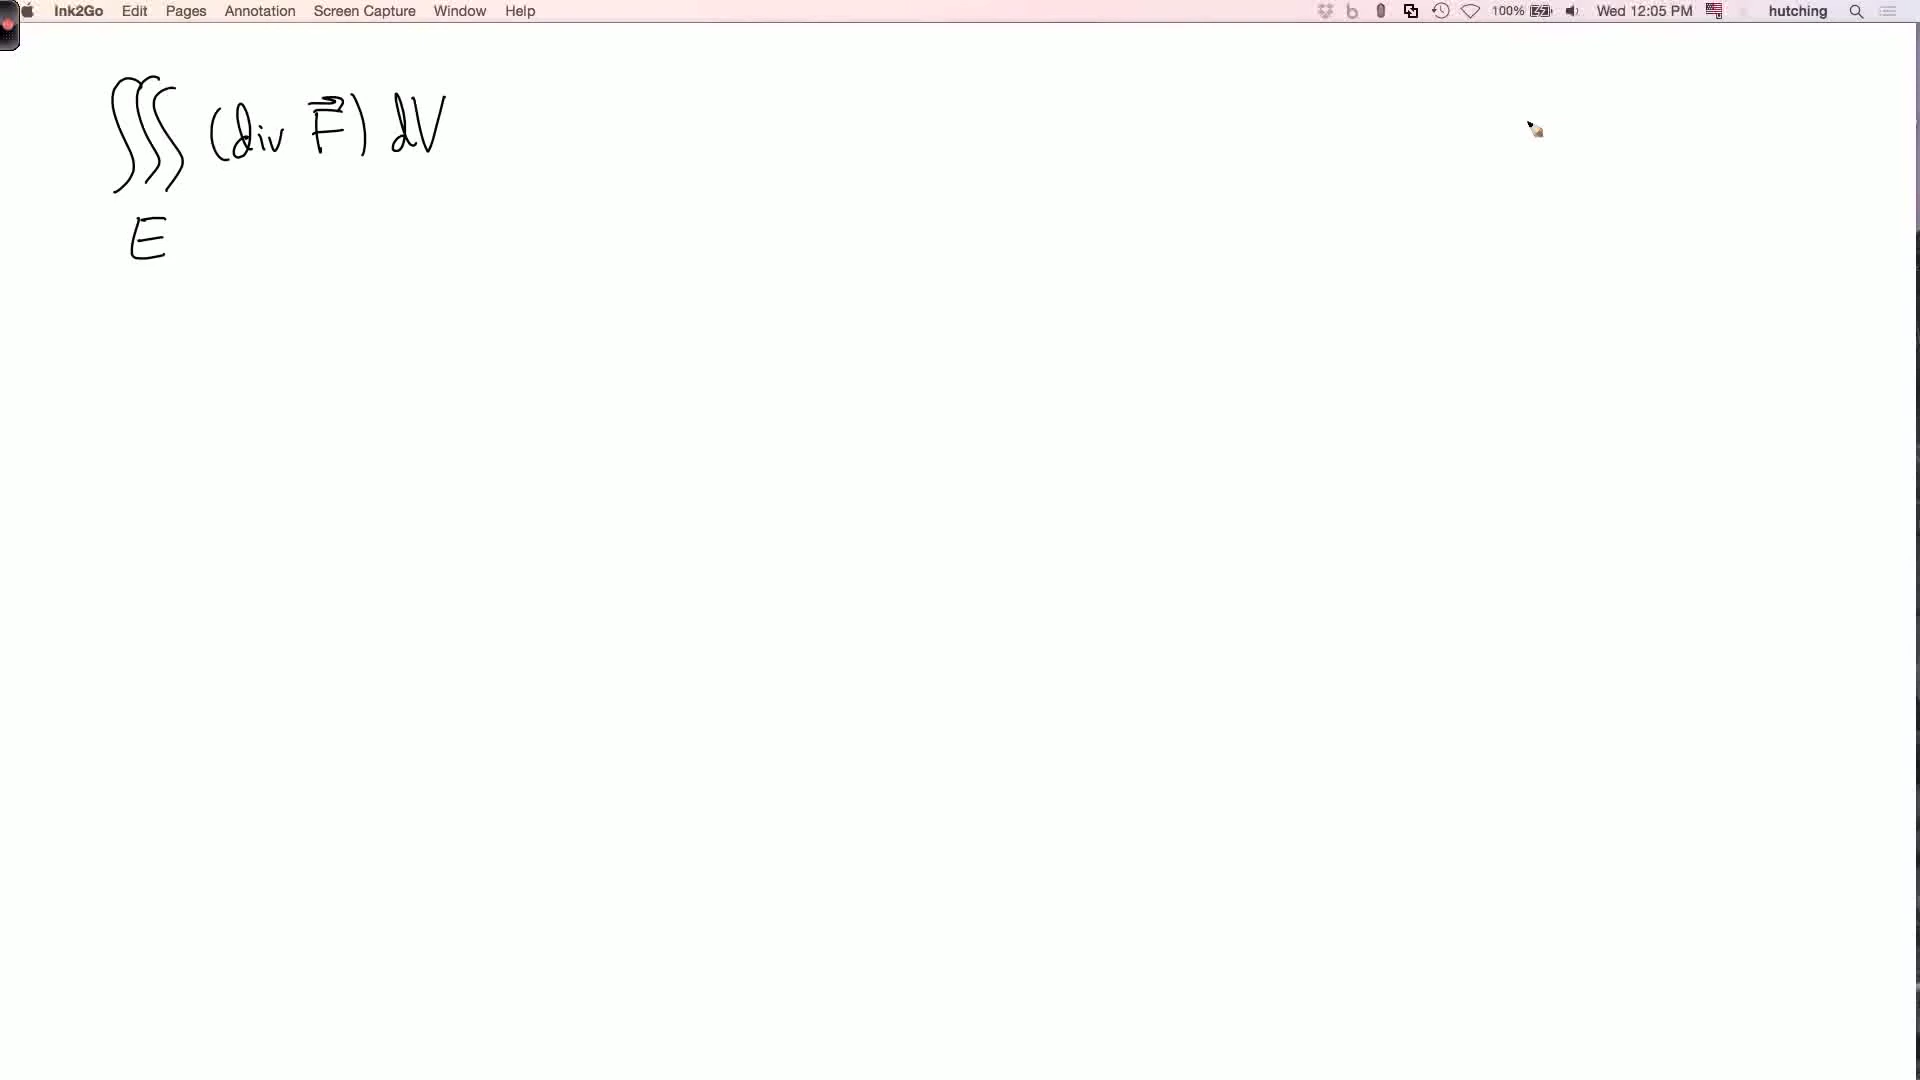 Ink2Go Edit Pages Annotation Screen Capture Window Help 100% Wed 12:05 PM hutching
∭ (div F⃗) dV
E